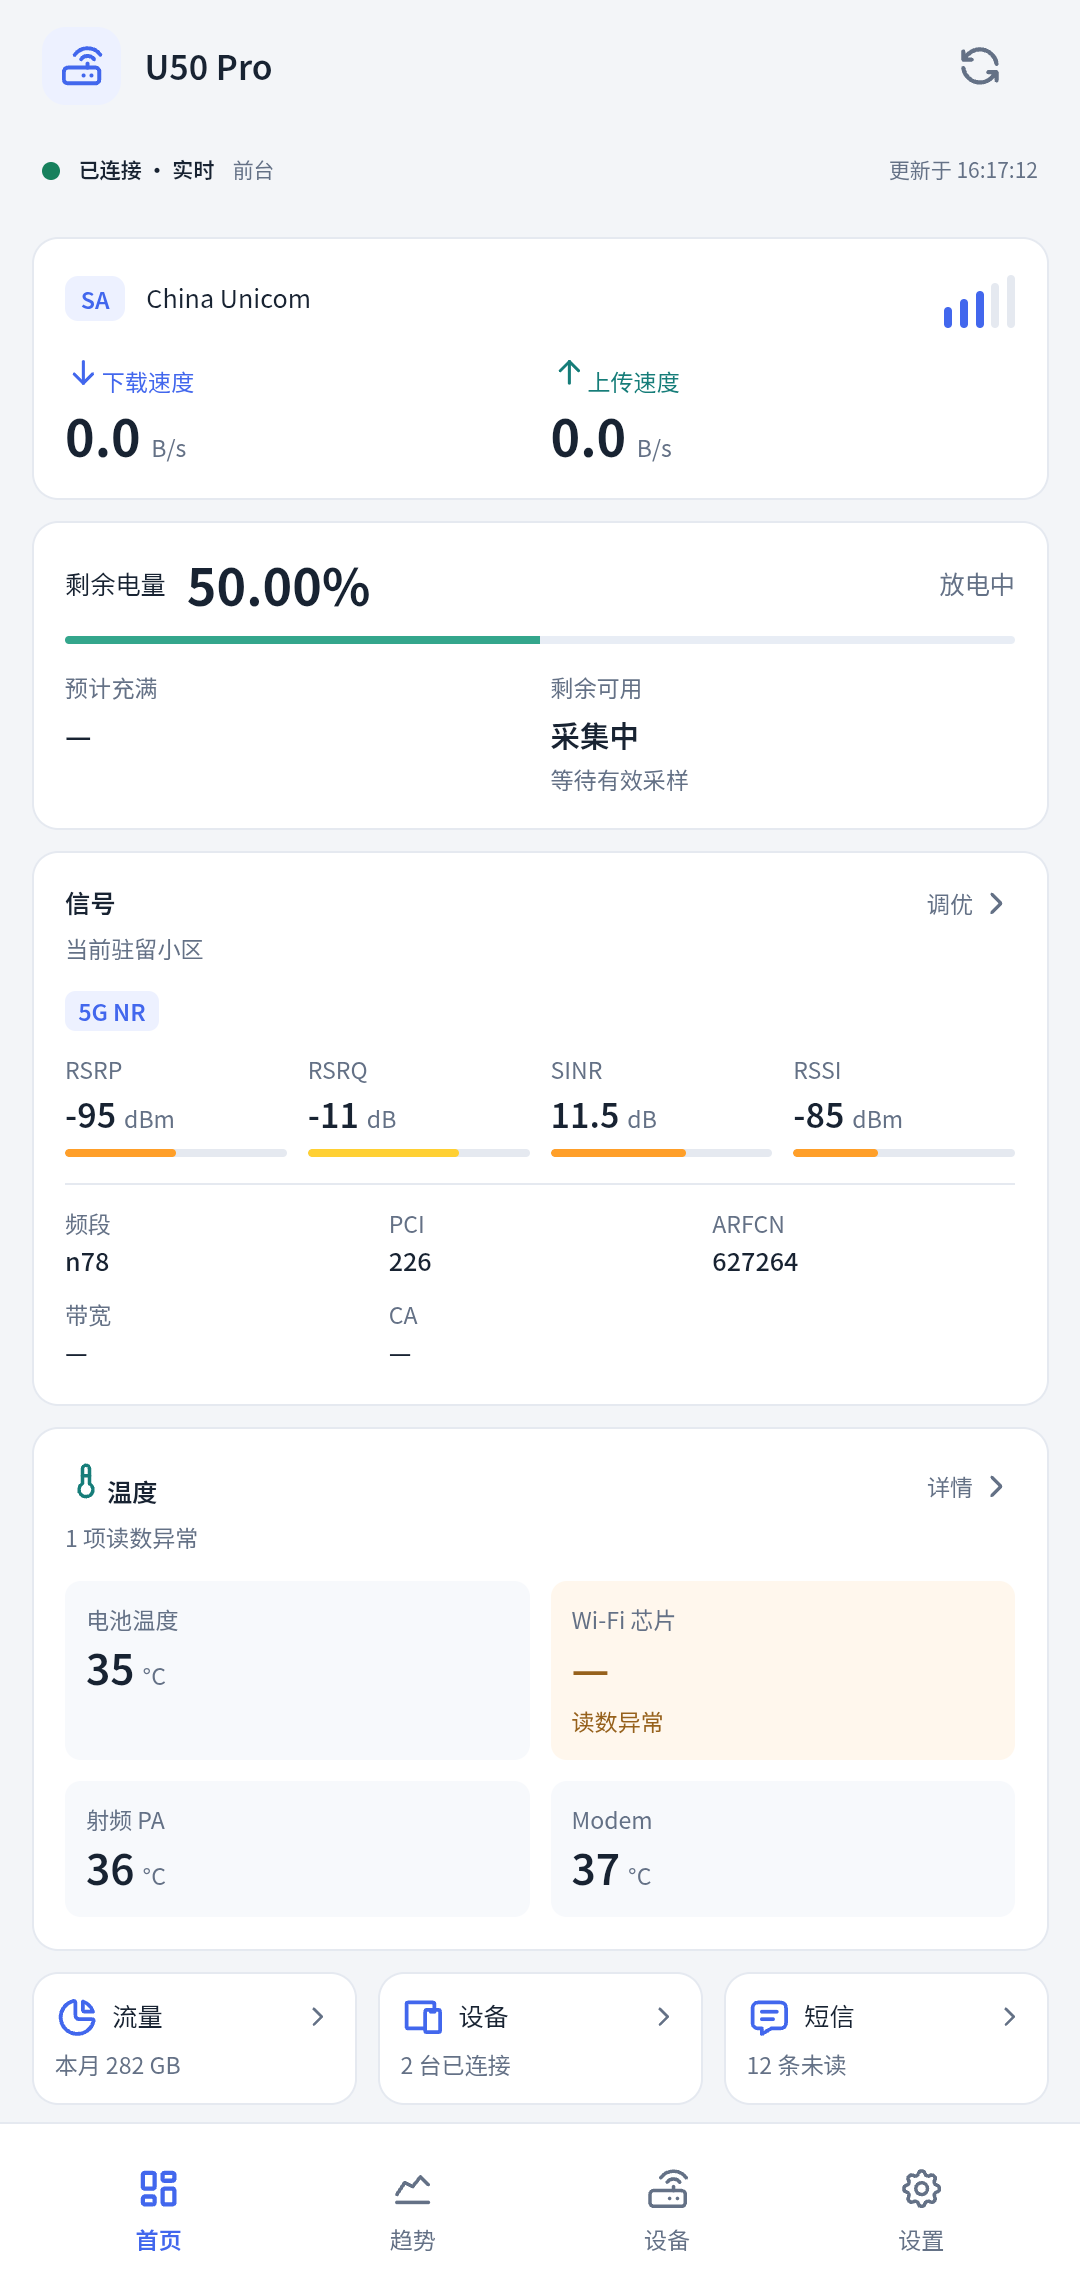 U50 Pro
已连接 · 实时 前台 更新于 16:17:12
SA China Unicom
下载速度 上传速度
0.0 B/s 0.0 B/s
剩余电量 50.00% 放电中
预计充满 剩余可用
— 采集中
等待有效采样
信号 调优
当前驻留小区
5G NR
RSRP RSRQ SINR RSSI
-95 dBm -11 dB 11.5 dB -85 dBm
频段 PCI ARFCN
n78 226 627264
带宽 CA
— —
温度 详情
1 项读数异常
电池温度 Wi-Fi 芯片
35 °C —
读数异常
射频 PA Modem
36 °C 37 °C
流量 设备 短信
本月 282 GB 2 台已连接 12 条未读
首页 趋势 设备 设置